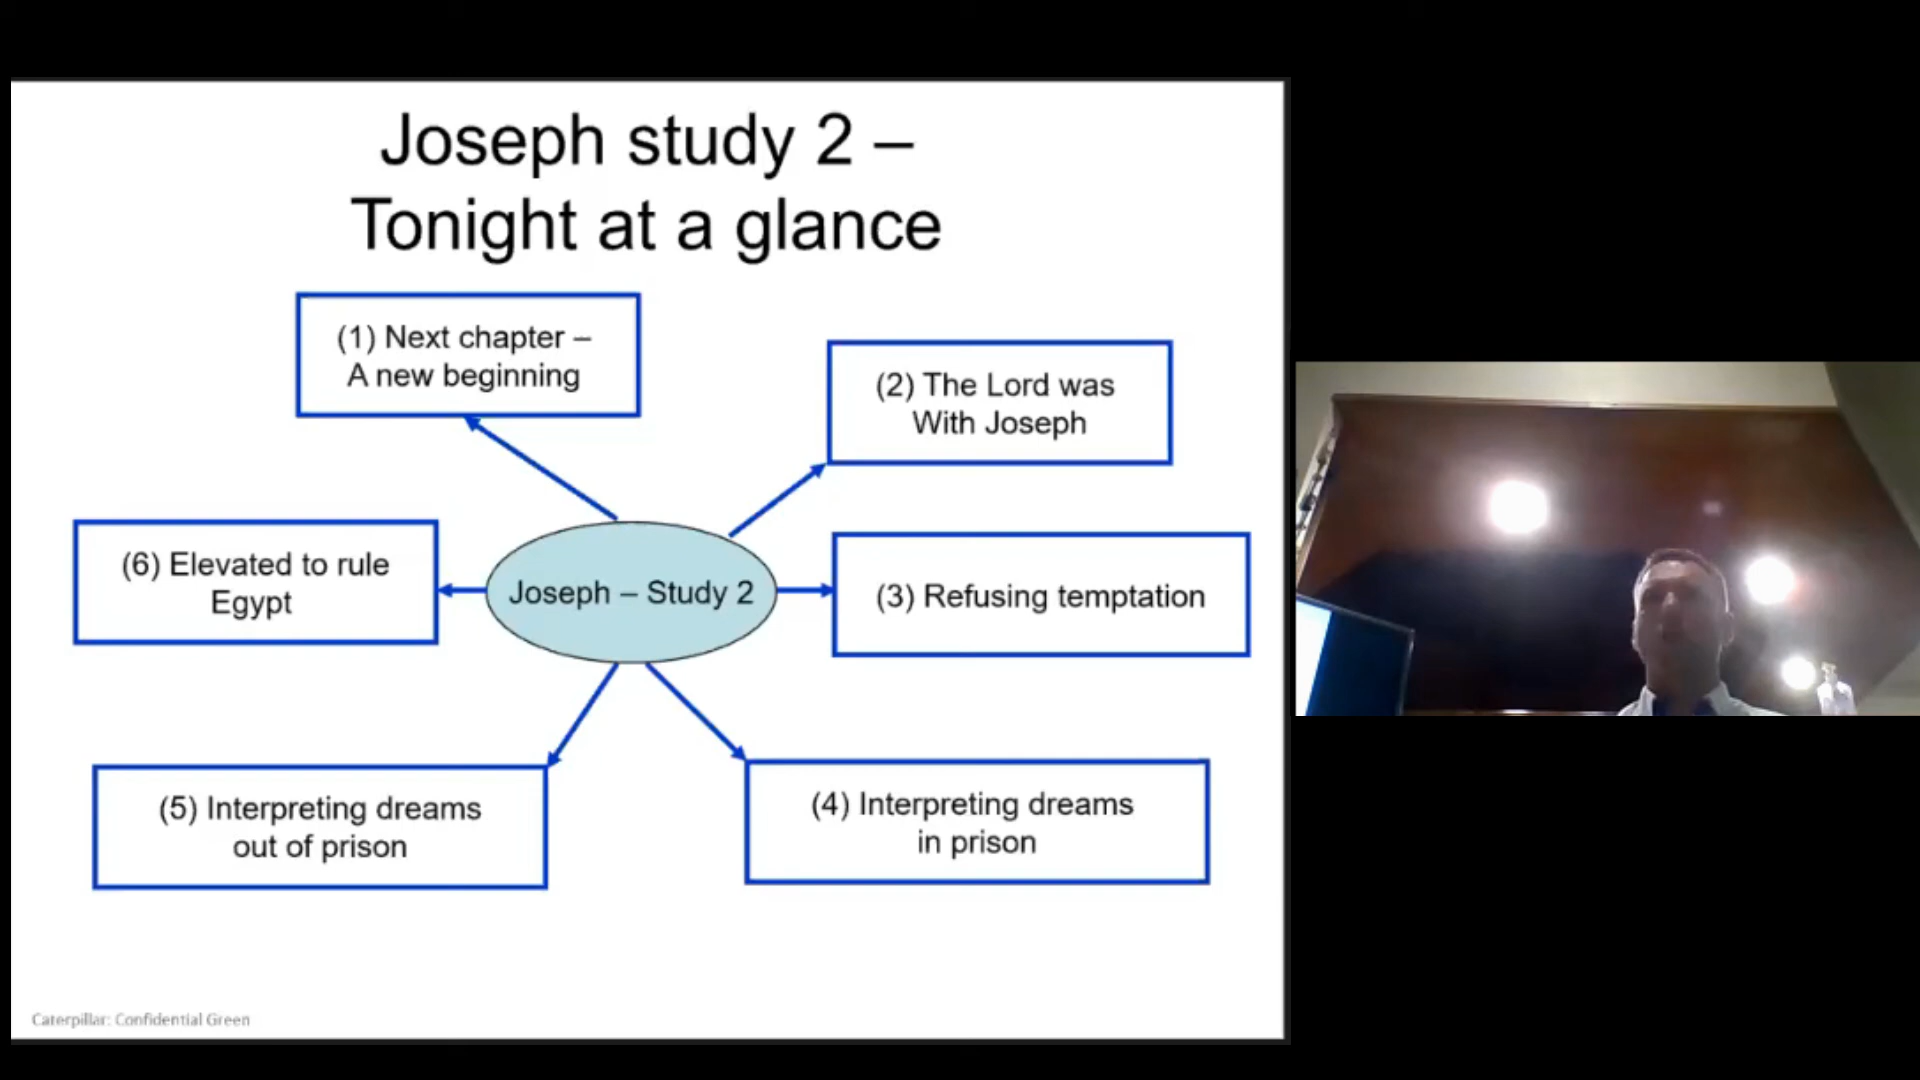 Joseph study 2 –
Tonight at a glance
(1) Next chapter –
A new beginning
(2) The Lord was
With Joseph
(3) Refusing temptation
(4) Interpreting dreams
in prison
(5) Interpreting dreams
out of prison
(6) Elevated to rule
Egypt
Joseph – Study 2
Caterpillar: Confidential Green